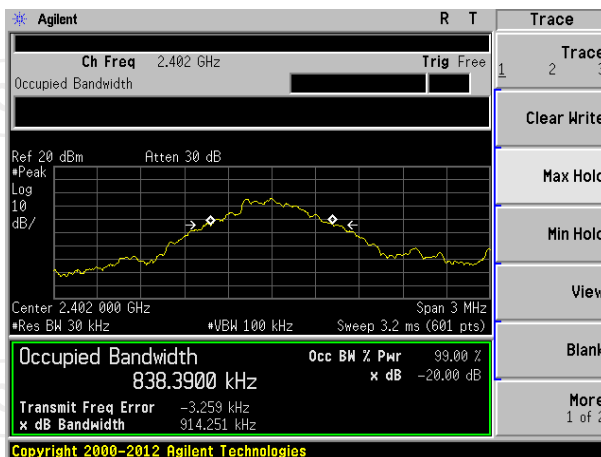 Agilent R T Trace
Ch Freq 2.402 GHz Trig Free
Occupied Bandwidth
Trace
1 2 3
Clear Write
Max Hold
Min Hold
View
Blank
More
1 of 2
Ref 20 dBm Atten 30 dB
#Peak
Log
10
dB/
Center 2.402 000 GHz Span 3 MHz
#Res BW 30 kHz #VBW 100 kHz Sweep 3.2 ms (601 pts)
Occupied Bandwidth Occ BW % Pwr 99.00 %
838.3900 kHz x dB -20.00 dB
Transmit Freq Error -3.259 kHz
x dB Bandwidth 914.251 kHz
Copyright 2000-2012 Agilent Technologies